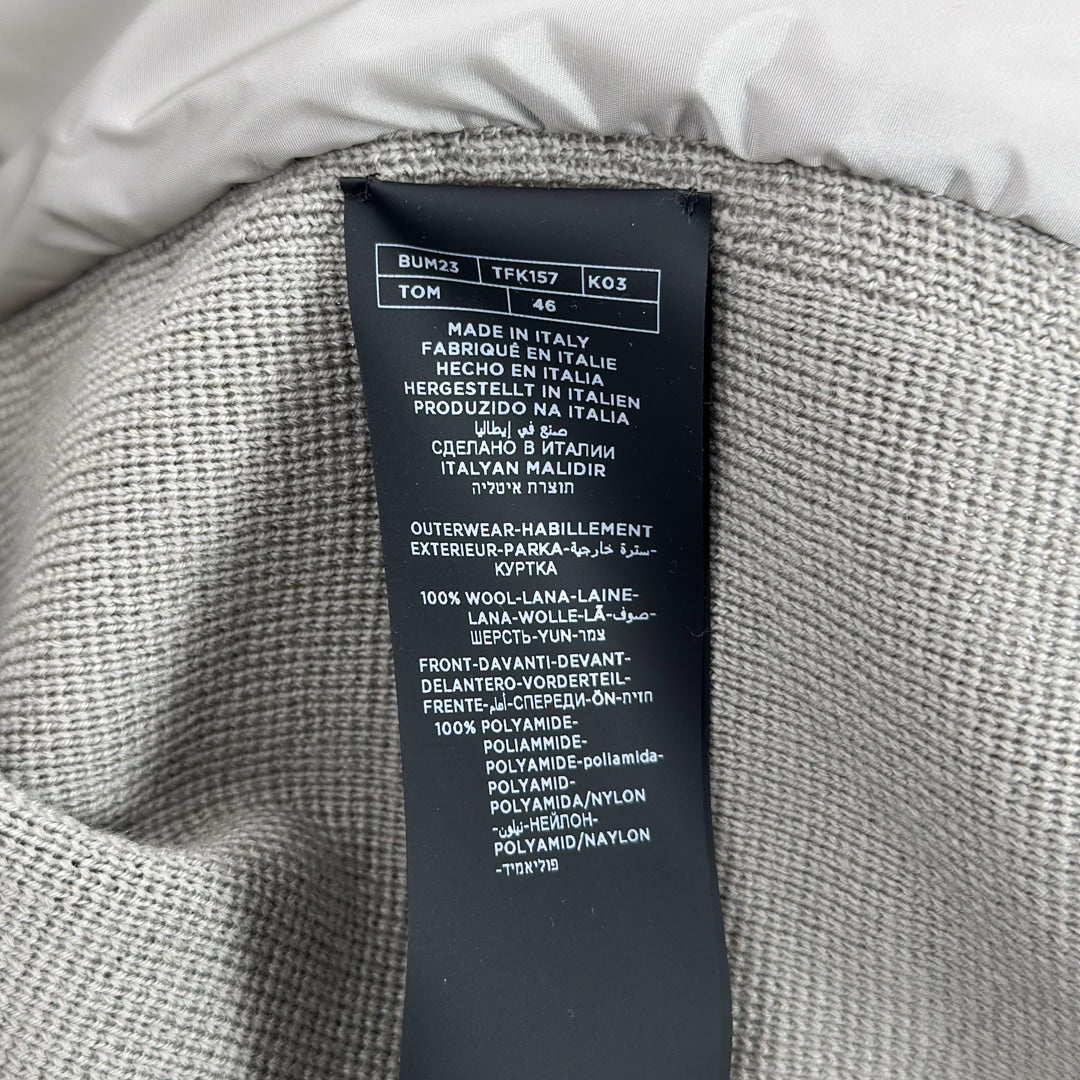 BUM23 TFK157 K03
TOM 46
MADE IN ITALY
FABRIQUÉ EN ITALIE
HECHO EN ITALIA
HERGESTELLT IN ITALIEN
PRODUZIDO NA ITALIA
صنع في إيطاليا
СДЕЛАНО В ИТАЛИИ
ITALYAN MALIDIR
תוצרת איטליה
OUTERWEAR-HABILLEMENT
EXTERIEUR-PARKA-سترة خارجية-
КУРТКА
100% WOOL-LANA-LAINE-
LANA-WOLLE-LÃ-صوف-
ШЕРСТЬ-YUN-צמר
FRONT-DAVANTI-DEVANT-
DELANTERO-VORDERTEIL-
FRENTE-أمام-СПЕРЕДИ-ÖN-חזית
100% POLYAMIDE-
POLIAMMIDE-
POLYAMIDE-poliamida-
POLYAMID-
POLYAMIDA/NYLON
-نيلون-НЕЙЛОН-
POLYAMID/NAYLON
-פוליאמיד